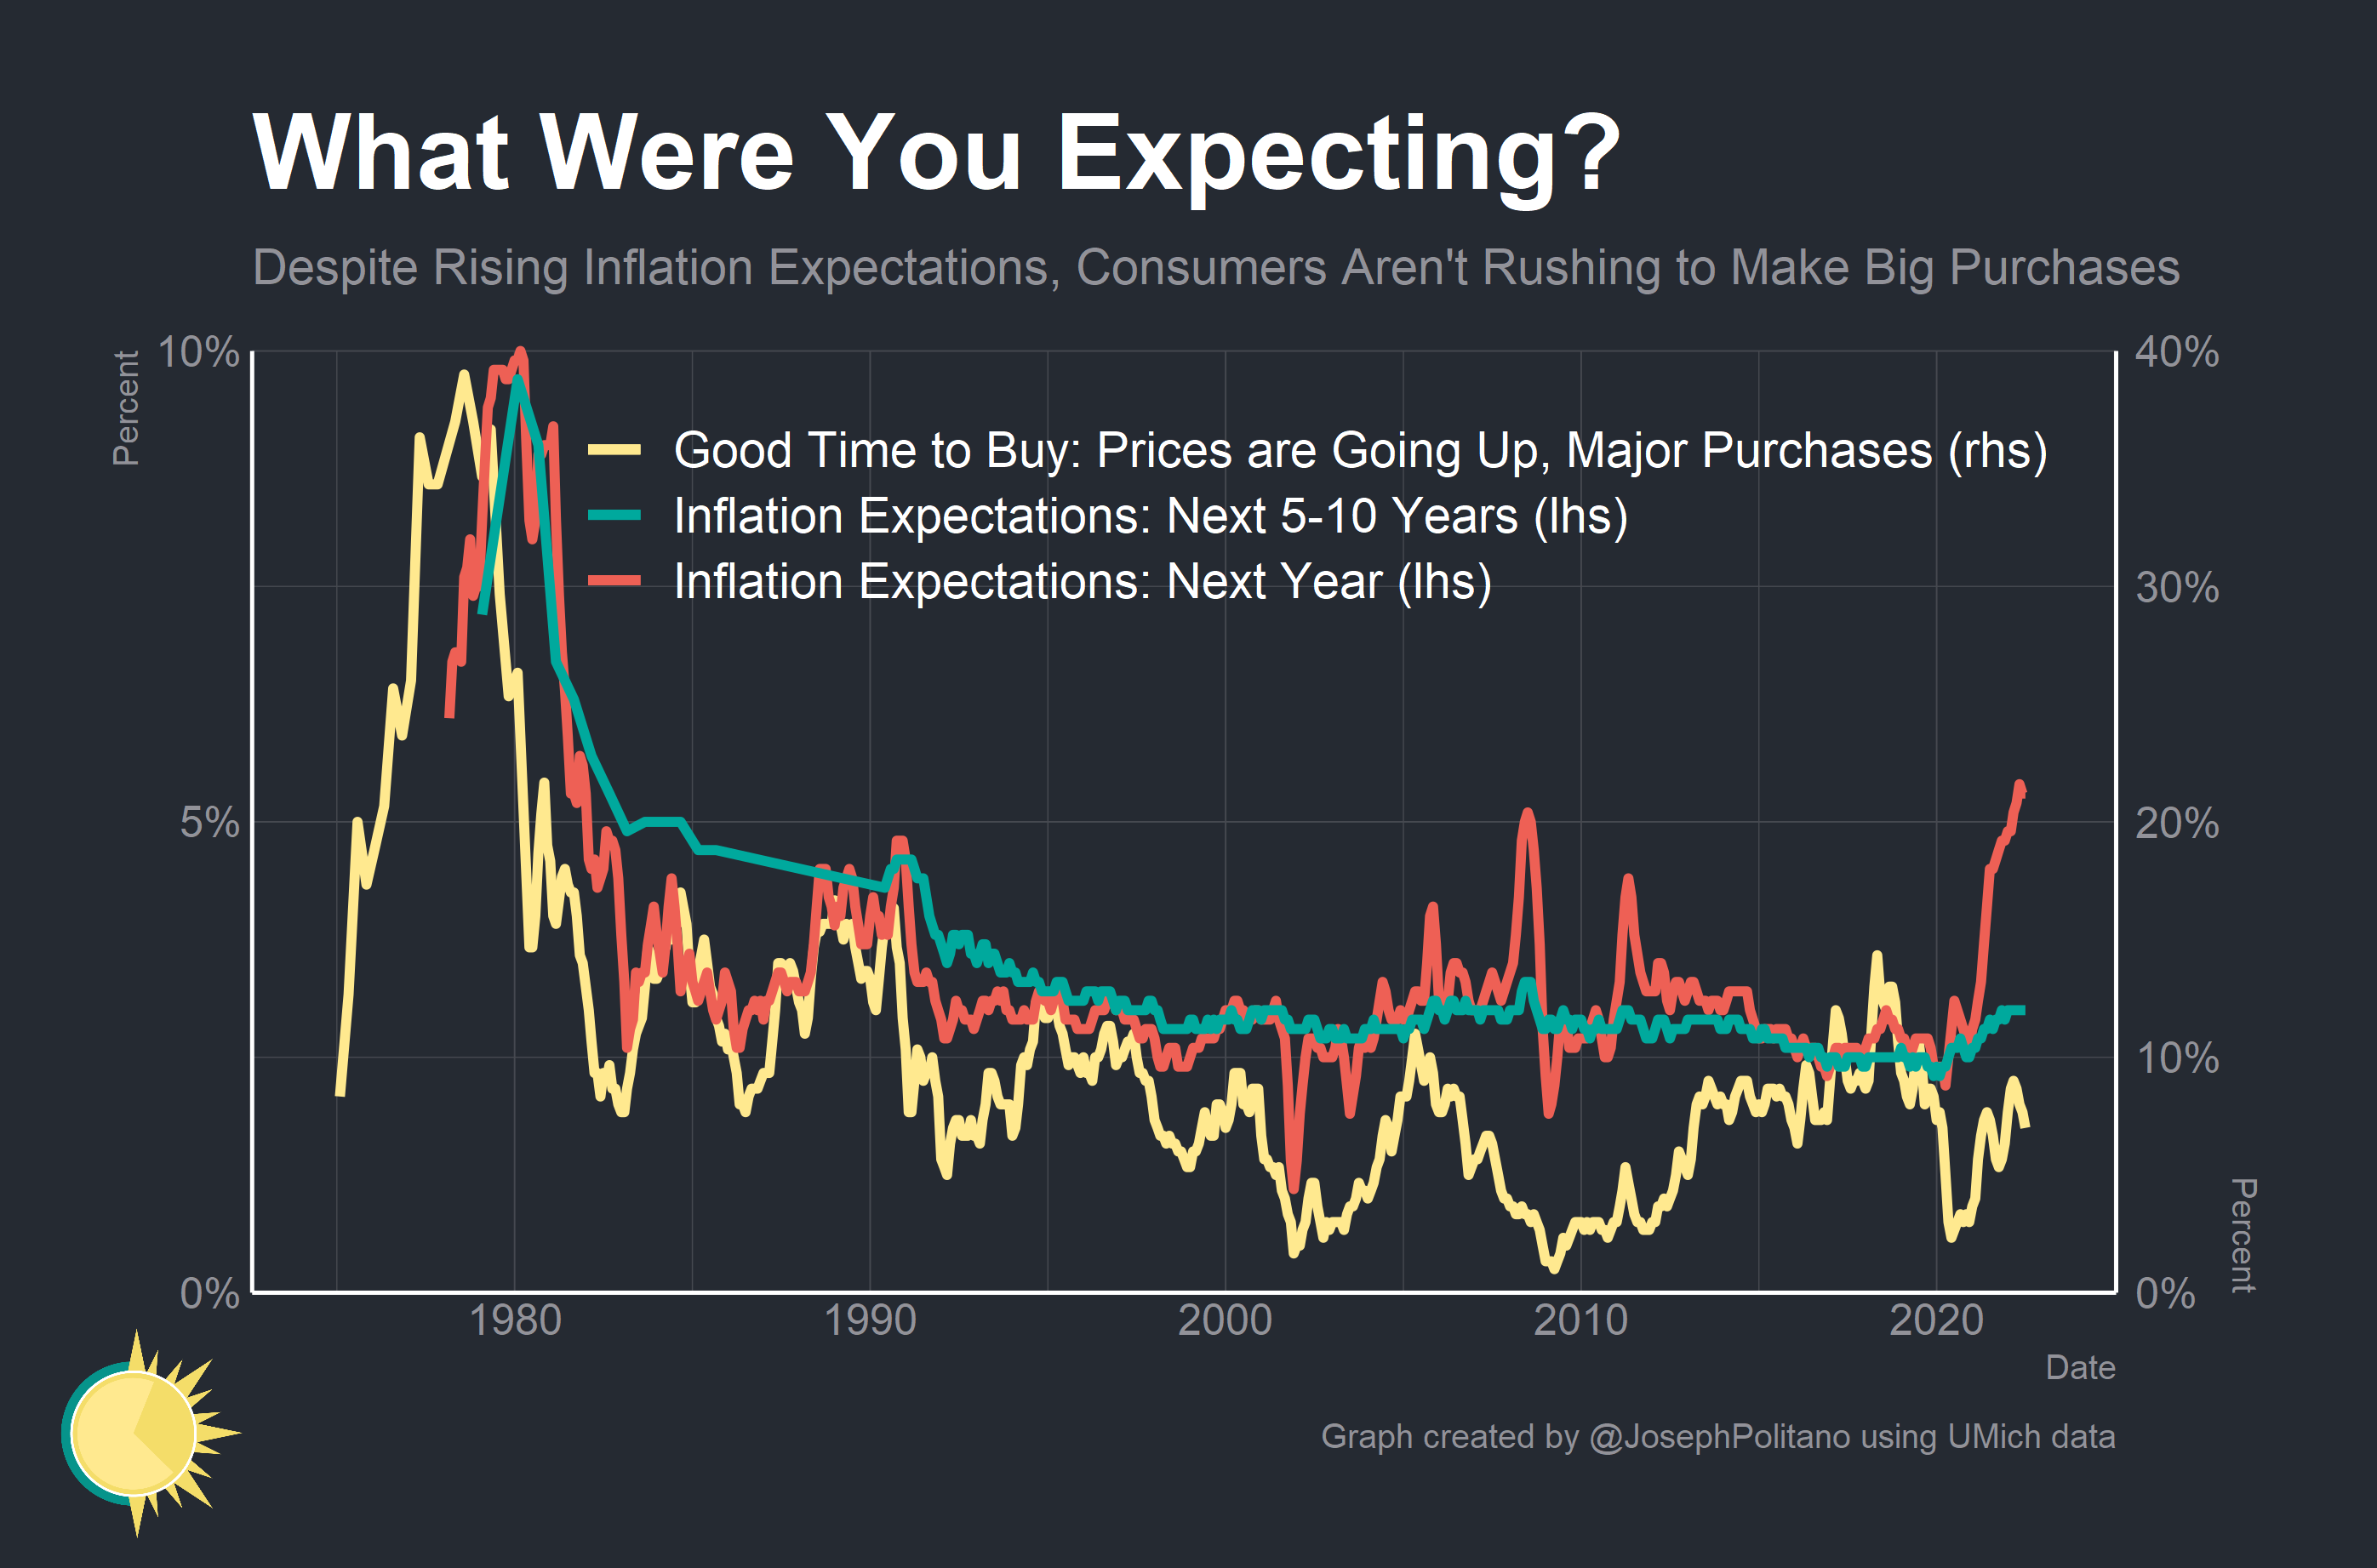 What Were You Expecting?
Despite Rising Inflation Expectations, Consumers Aren't Rushing to Make Big Purchases
Percent
10%
5%
0%
Good Time to Buy: Prices are Going Up, Major Purchases (rhs)
Inflation Expectations: Next 5-10 Years (lhs)
Inflation Expectations: Next Year (lhs)
40%
30%
20%
10%
0%
Percent
1980 1990 2000 2010 2020
Date
Graph created by @JosephPolitano using UMich data